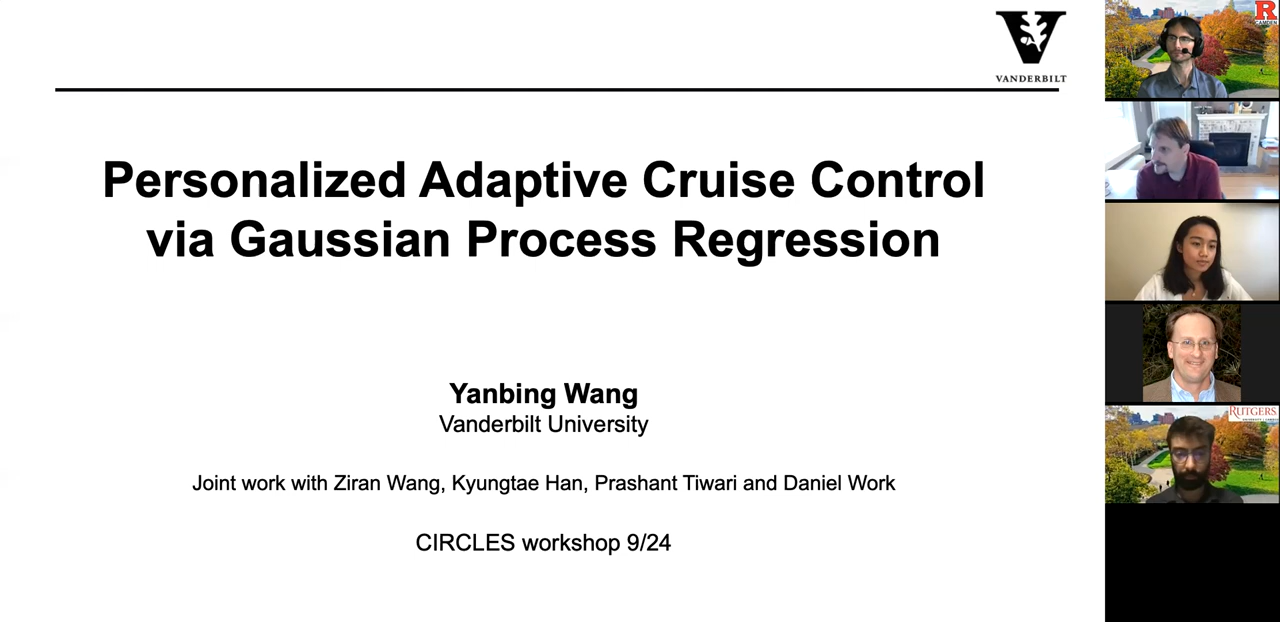 VANDERBILT
Personalized Adaptive Cruise Control
via Gaussian Process Regression
Yanbing Wang
Vanderbilt University
Joint work with Ziran Wang, Kyungtae Han, Prashant Tiwari and Daniel Work
CIRCLES workshop 9/24
R
CAMDEN
RUTGERS